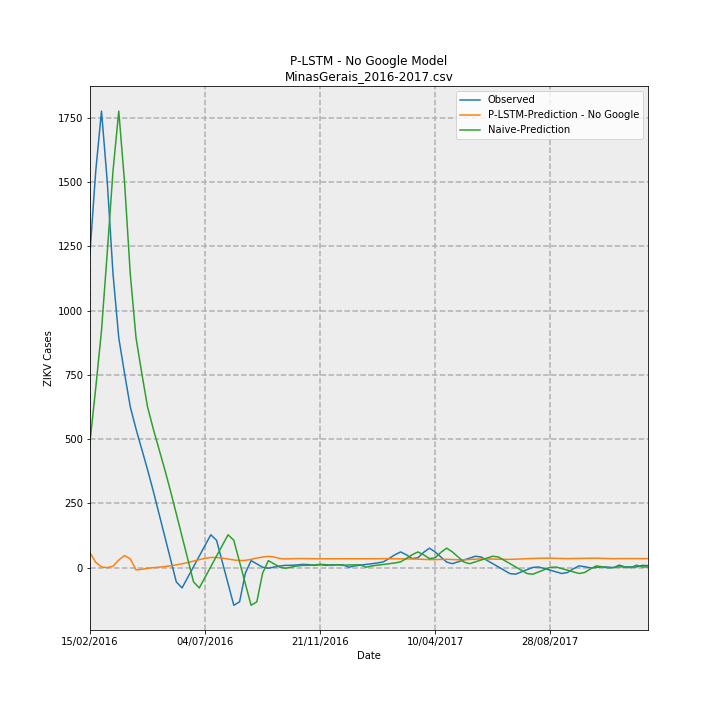 P-LSTM - No Google Model
MinasGerais_2016-2017.csv
Observed
P-LSTM-Prediction - No Google
Naive-Prediction
ZIKV Cases
1750
1500
1250
1000
750
500
250
0
15/02/2016
04/07/2016
21/11/2016
10/04/2017
28/08/2017
Date